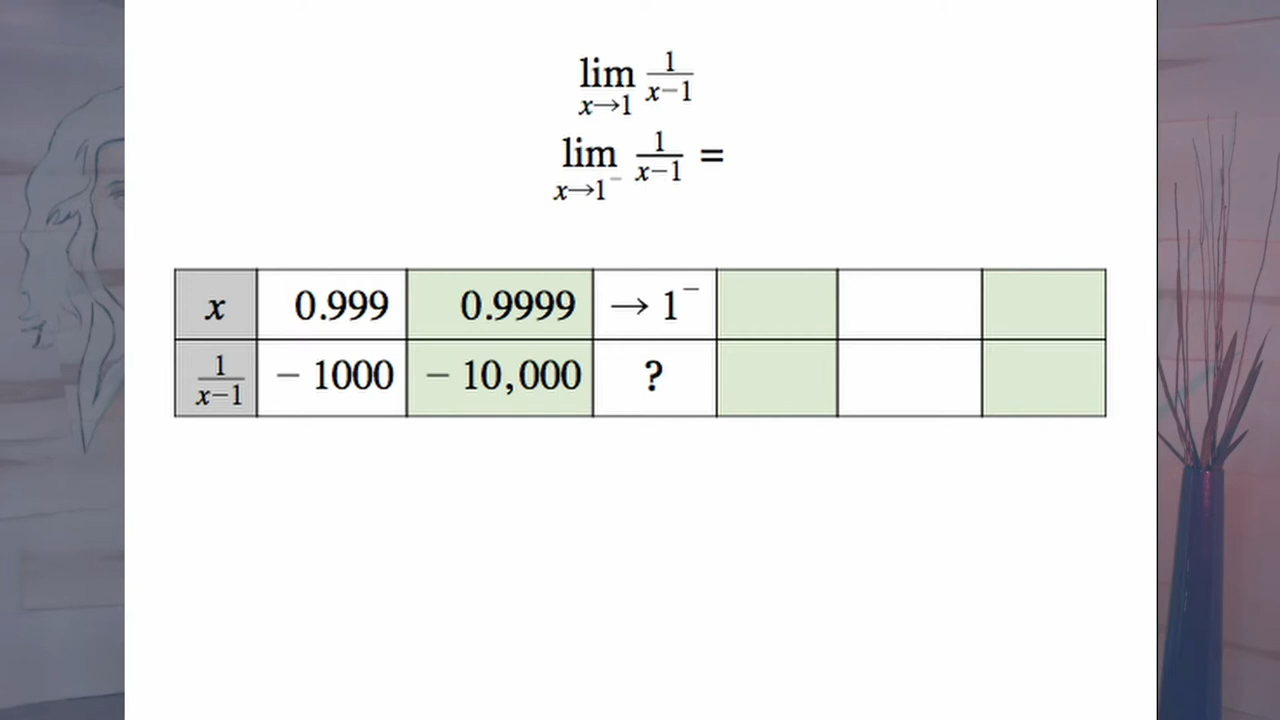 lim x→1 1/(x−1)
lim x→1⁻ 1/(x−1) =
x 0.999 0.9999 → 1⁻
1/(x−1) − 1000 − 10,000 ?